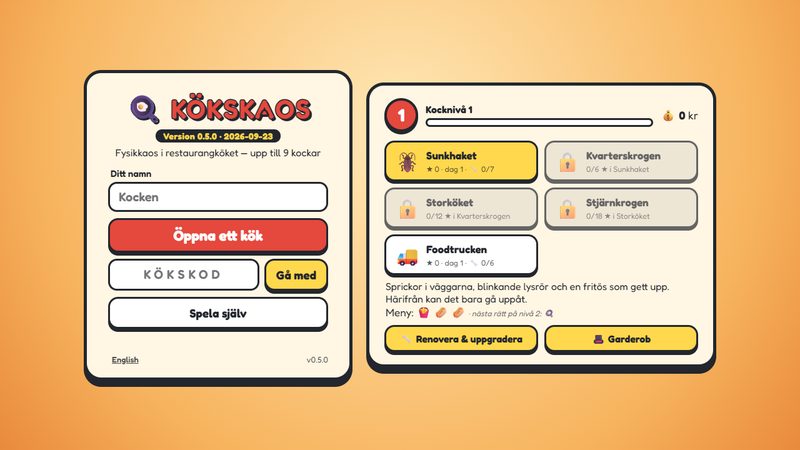 KÖKSKAOS
Version 0.5.0 · 2026-09-23
Fysikkaos i restaurangköket — upp till 9 kockar
Ditt namn
Kocken
Öppna ett kök
KÖKSKOD
Gå med
Spela själv
English
v0.5.0
1
Kocknivå 1
0 kr
Sunkhaket
★ 0 · dag 1 · 0/7
Kvarterskrogen
0/6 ★ i Sunkhaket
Storköket
0/12 ★ i Kvarterskrogen
Stjärnkrogen
0/18 ★ i Storköket
Foodtrucken
★ 0 · dag 1 · 0/6
Sprickor i väggarna, blinkande lysrör och en fritös som gett upp.
Härifrån kan det bara gå uppåt.
Meny: · nästa rätt på nivå 2:
Renovera & uppgradera
Garderob